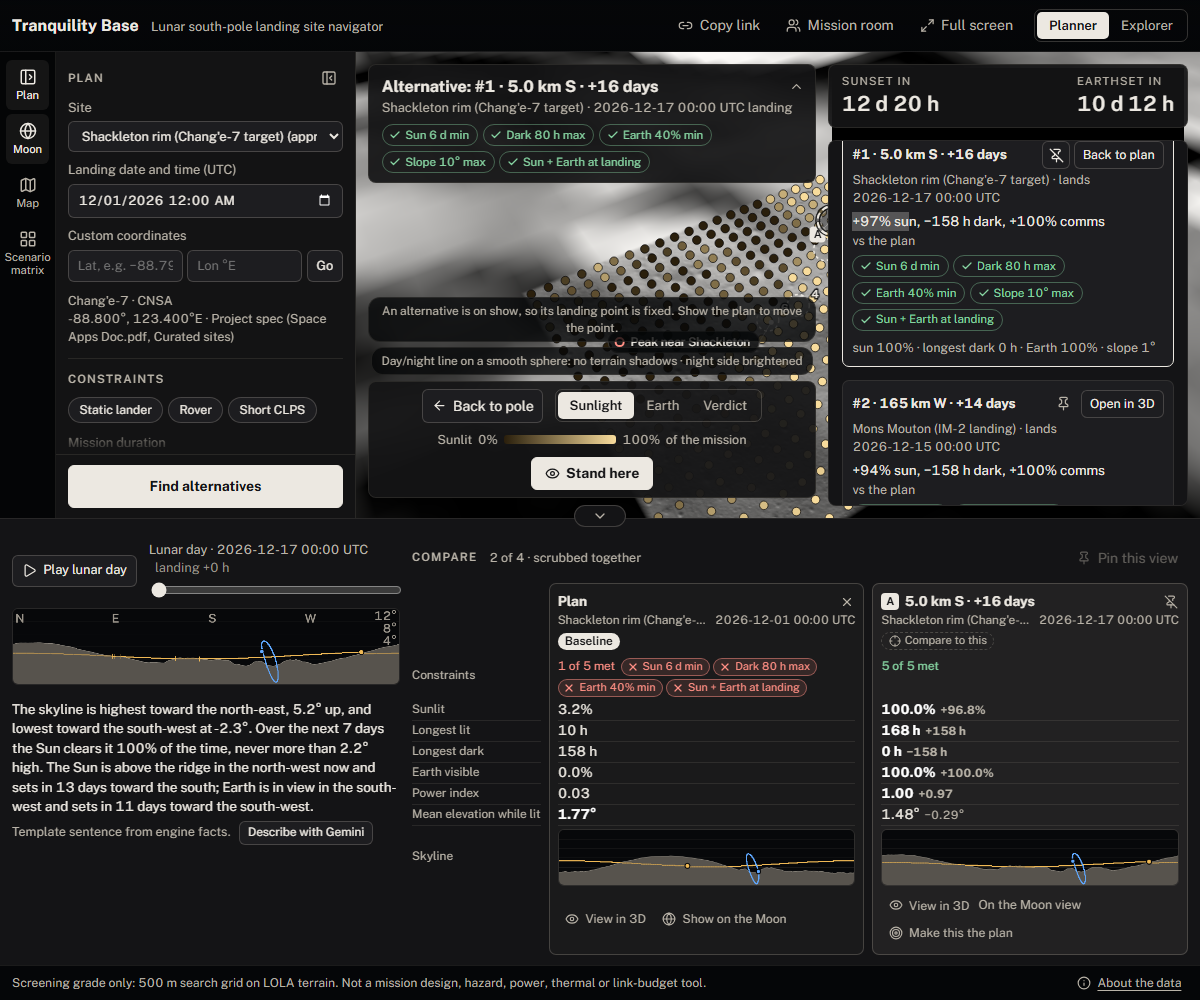 Tranquility Base Lunar south-pole landing site navigator
Copy link Mission room Full screen Planner Explorer
Plan
Moon
Map
Scenario
matrix
PLAN
Site
Shackleton rim (Chang'e-7 target) (appr
Landing date and time (UTC)
12/01/2026 12:00 AM
Custom coordinates
Lat, e.g. -88.79 Lon °E Go
Chang'e-7 · CNSA
-88.800°, 123.400°E · Project spec (Space
Apps Doc.pdf, Curated sites)
CONSTRAINTS
Static lander Rover Short CLPS
Mission duration
Find alternatives
Alternative: #1 · 5.0 km S · +16 days
Shackleton rim (Chang'e-7 target) · 2026-12-17 00:00 UTC landing
Sun 6 d min Dark 80 h max Earth 40% min
Slope 10° max Sun + Earth at landing
A
4
An alternative is on show, so its landing point is fixed. Show the plan to move
the point.
Peak near Shackleton
Day/night line on a smooth sphere: no terrain shadows · night side brightened
Back to pole Sunlight Earth Verdict
Sunlit 0% 100% of the mission
Stand here
SUNSET IN EARTHSET IN
12 d 20 h 10 d 12 h
#1 · 5.0 km S · +16 days Back to plan
Shackleton rim (Chang'e-7 target) · lands
2026-12-17 00:00 UTC
+97% sun, −158 h dark, +100% comms
vs the plan
Sun 6 d min Dark 80 h max
Earth 40% min Slope 10° max
Sun + Earth at landing
sun 100% · longest dark 0 h · Earth 100% · slope 1°
#2 · 165 km W · +14 days Open in 3D
Mons Mouton (IM-2 landing) · lands
2026-12-15 00:00 UTC
+94% sun, −158 h dark, +100% comms
vs the plan
Play lunar day
Lunar day · 2026-12-17 00:00 UTC
landing +0 h
N E S W 12°
8°
4°
The skyline is highest toward the north-east, 5.2° up, and
lowest toward the south-west at -2.3°. Over the next 7 days
the Sun clears it 100% of the time, never more than 2.2°
high. The Sun is above the ridge in the north-west now and
sets in 13 days toward the south; Earth is in view in the south-
west and sets in 11 days toward the south-west.
Template sentence from engine facts. Describe with Gemini
COMPARE 2 of 4 · scrubbed together Pin this view
Plan
Shackleton rim (Chang'e-... 2026-12-01 00:00 UTC
Baseline
1 of 5 met Sun 6 d min Dark 80 h max
Earth 40% min Sun + Earth at landing
A 5.0 km S · +16 days
Shackleton rim (Chang'e-... 2026-12-17 00:00 UTC
Compare to this
5 of 5 met
Constraints
Sunlit 3.2% 100.0% +96.8%
Longest lit 10 h 168 h +158 h
Longest dark 158 h 0 h −158 h
Earth visible 0.0% 100.0% +100.0%
Power index 0.03 1.00 +0.97
Mean elevation while lit 1.77° 1.48° −0.29°
Skyline
View in 3D Show on the Moon
View in 3D On the Moon view
Make this the plan
Screening grade only: 500 m search grid on LOLA terrain. Not a mission design, hazard, power, thermal or link-budget tool.
About the data